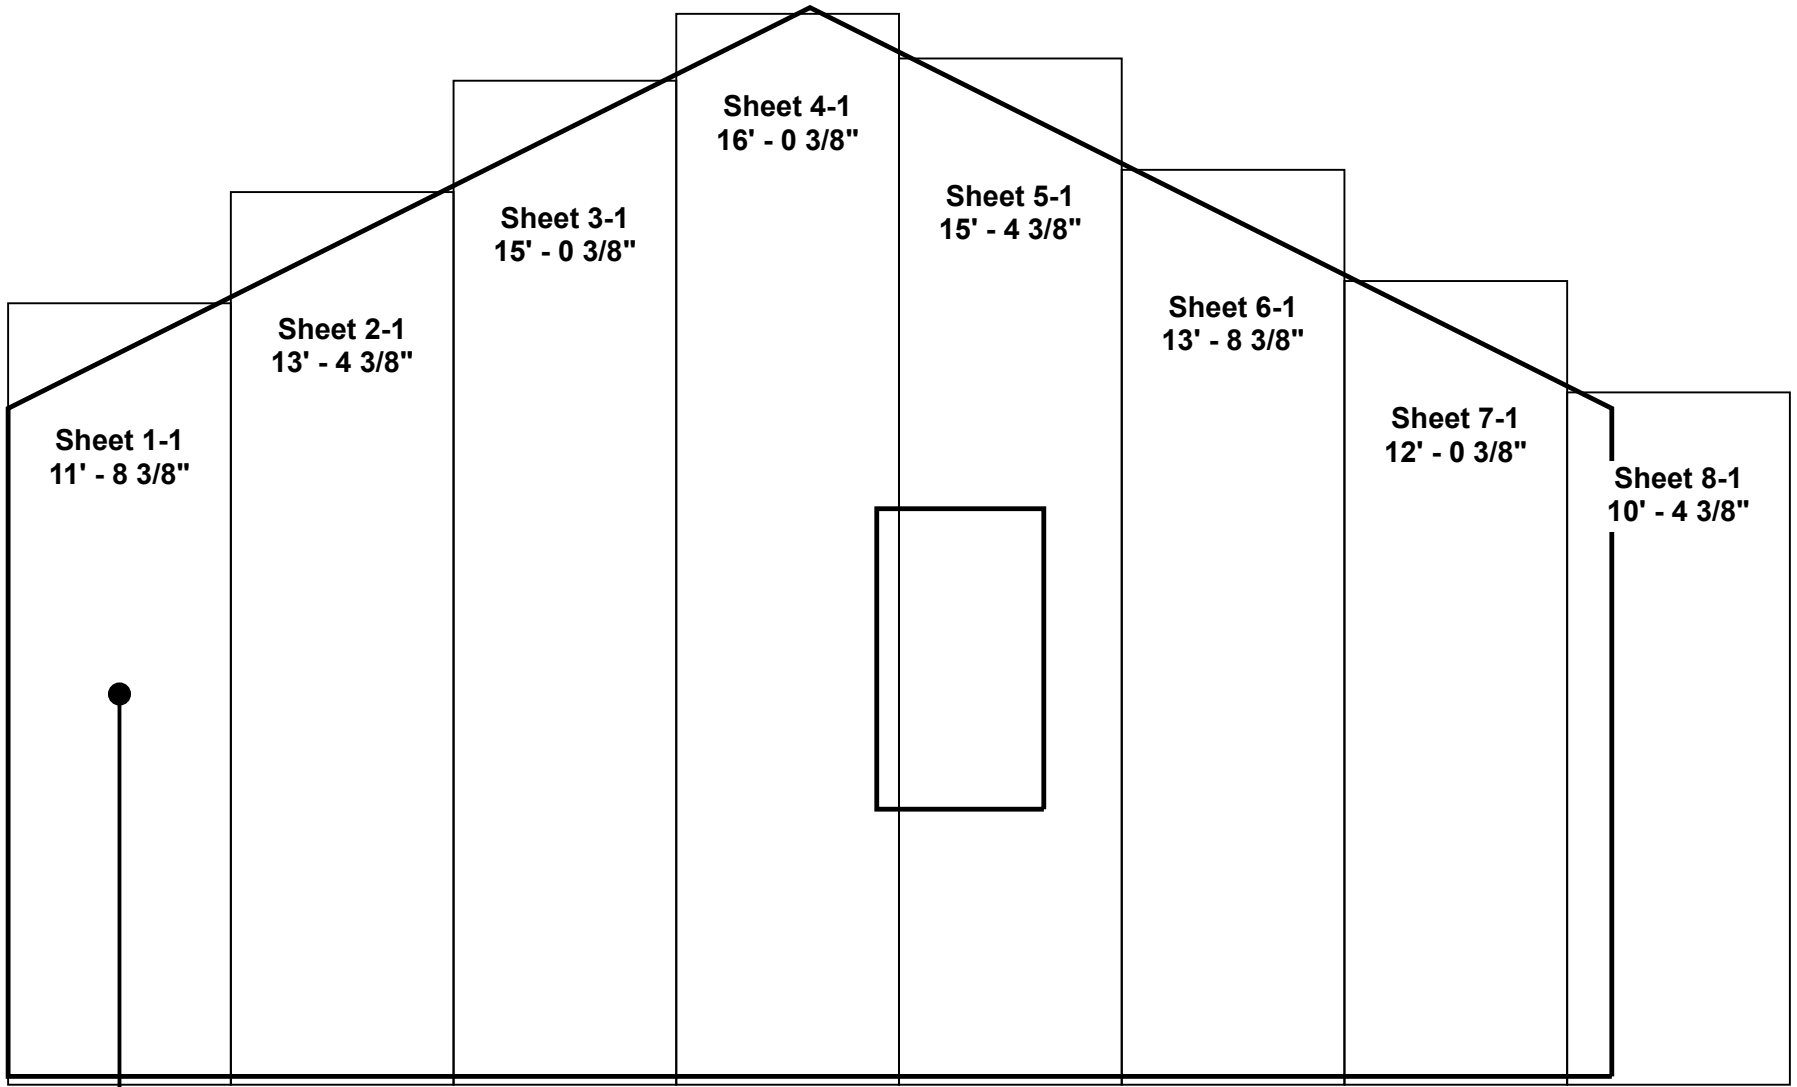 Sheet 4-1
16' - 0 3/8"
Sheet 5-1
15' - 4 3/8"
Sheet 3-1
15' - 0 3/8"
Sheet 6-1
13' - 8 3/8"
Sheet 2-1
13' - 4 3/8"
Sheet 7-1
12' - 0 3/8"
Sheet 1-1
11' - 8 3/8"
Sheet 8-1
10' - 4 3/8"